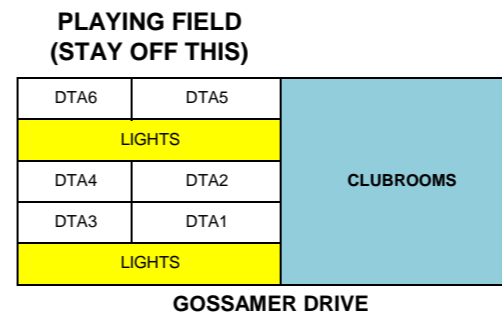 PLAYING FIELD
(STAY OFF THIS)
DTA6 DTA5
LIGHTS
DTA4 DTA2 CLUBROOMS
DTA3 DTA1
LIGHTS
GOSSAMER DRIVE